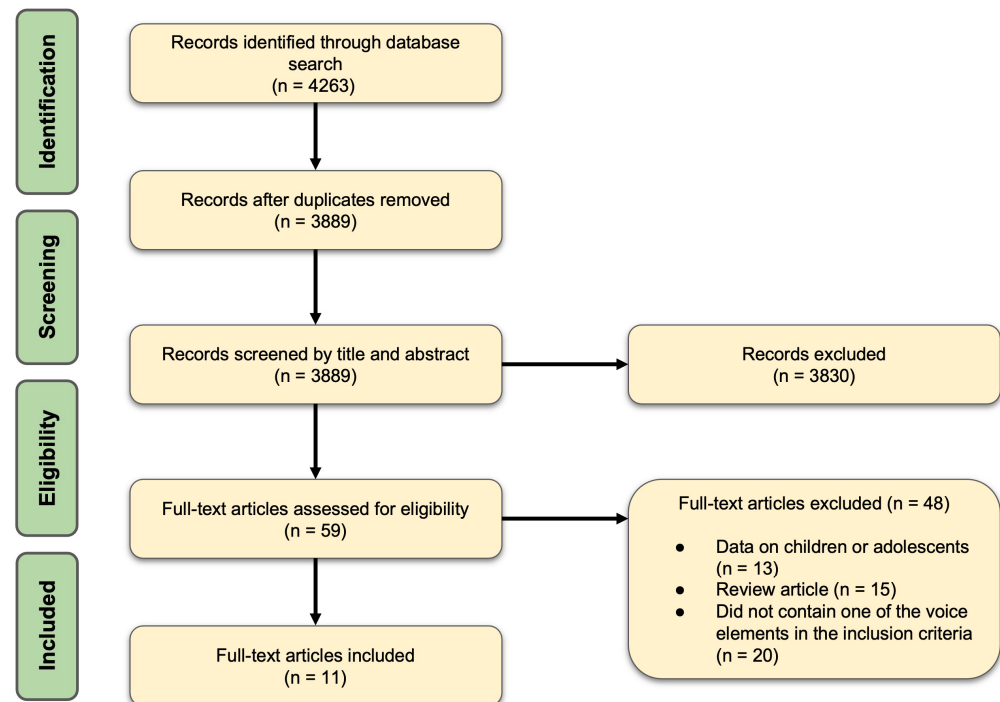 Identification
Records identified through database
search
(n = 4263)
Records after duplicates removed
(n = 3889)
Screening
Records screened by title and abstract
(n = 3889)
Records excluded
(n = 3830)
Eligibility
Full-text articles assessed for eligibility
(n = 59)
Full-text articles excluded (n = 48)
● Data on children or adolescents
(n = 13)
● Review article (n = 15)
● Did not contain one of the voice
elements in the inclusion criteria
(n = 20)
Included
Full-text articles included
(n = 11)